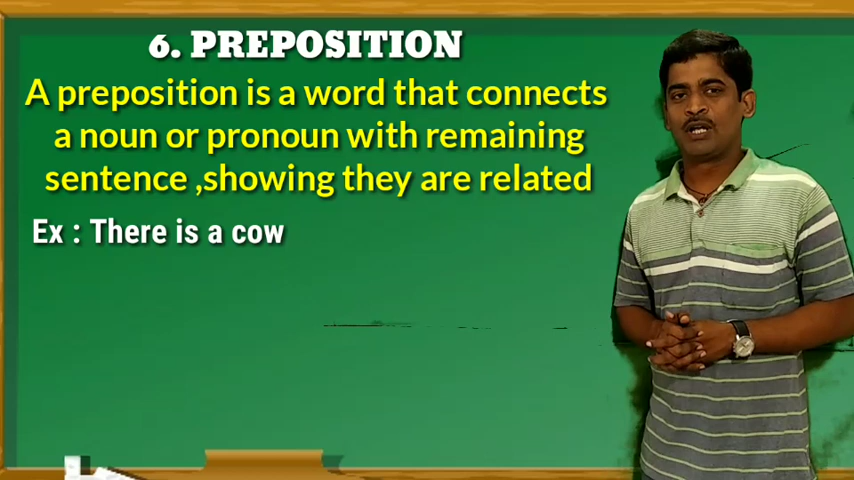 6. PREPOSITION
A preposition is a word that connects
a noun or pronoun with remaining
sentence ,showing they are related
Ex : There is a cow